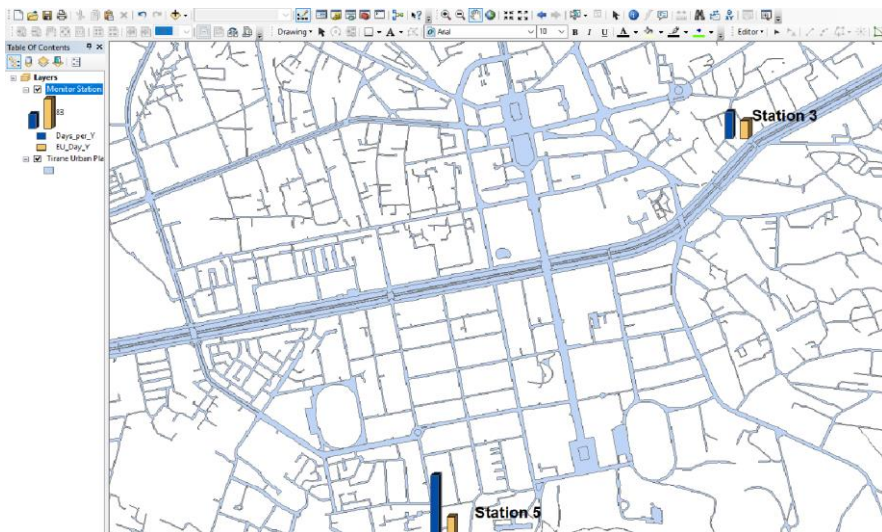 Drawing
A
Arial
10
B I U A
Editor
Table Of Contents
Layers
Monitor Station
83
Days_per_Y
EU_Day_Y
Tirane Urban Pla
Station 3
Station 5